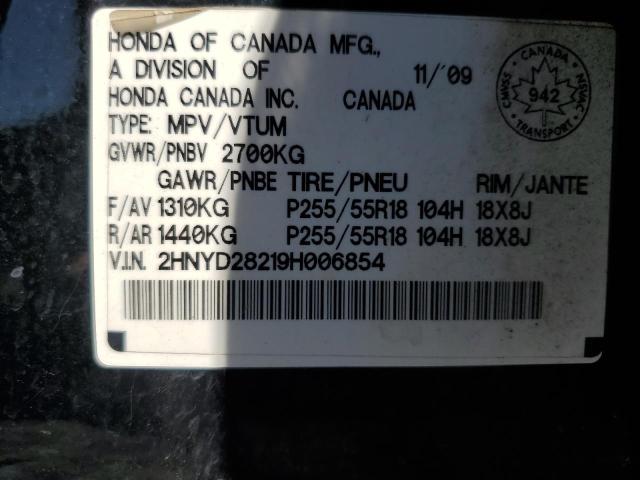 HONDA OF CANADA MFG.,
A DIVISION OF 11/09
HONDA CANADA INC. CANADA
TYPE: MPV/VTUM
GVWR/PNBV 2700KG
GAWR/PNBE TIRE/PNEU RIM/JANTE
F/AV 1310KG P255/55R18 104H 18X8J
R/AR 1440KG P255/55R18 104H 18X8J
V.I.N. 2HNYD28219H006854
CANADA
CMVSS 942 NSVAC
TRANSPORT